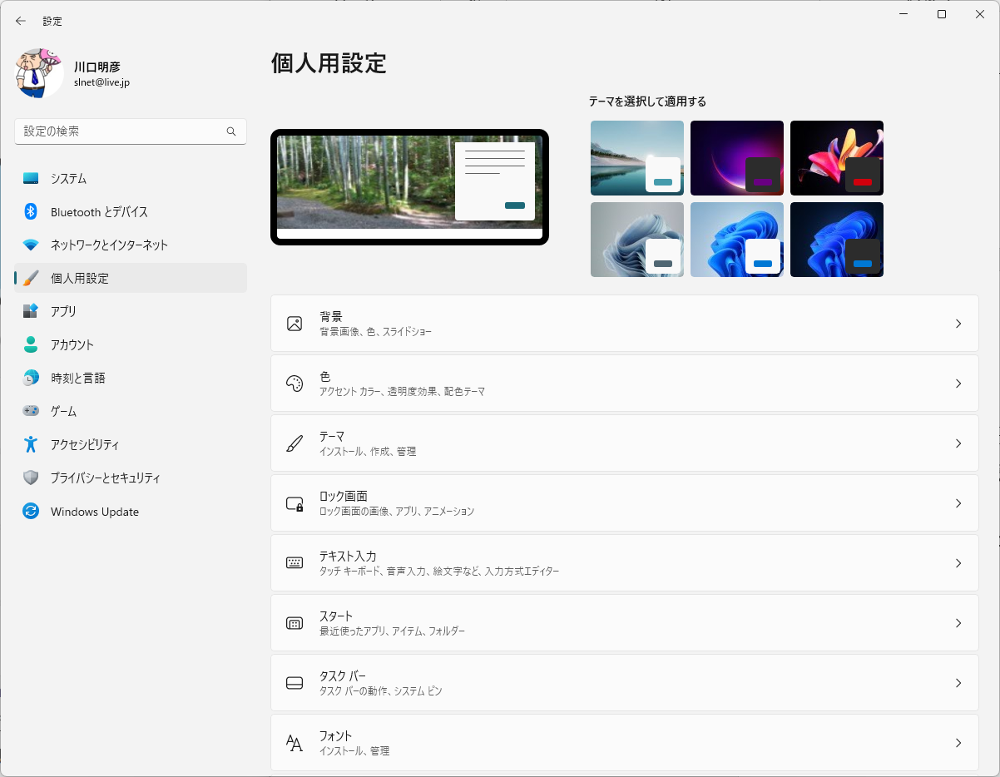 設定
川口明彦
slnet@live.jp
設定の検索
システム
Bluetooth とデバイス
ネットワークとインターネット
個人用設定
アプリ
アカウント
時刻と言語
ゲーム
アクセシビリティ
プライバシーとセキュリティ
Windows Update
個人用設定
テーマを選択して適用する
背景
背景画像、色、スライドショー
色
アクセント カラー、透明度効果、配色テーマ
テーマ
インストール、作成、管理
ロック画面
ロック画面の画像、アプリ、アニメーション
テキスト入力
タッチ キーボード、音声入力、絵文字など、入力方式エディター
スタート
最近使ったアプリ、アイテム、フォルダー
タスク バー
タスク バーの動作、システム ピン
フォント
インストール、管理